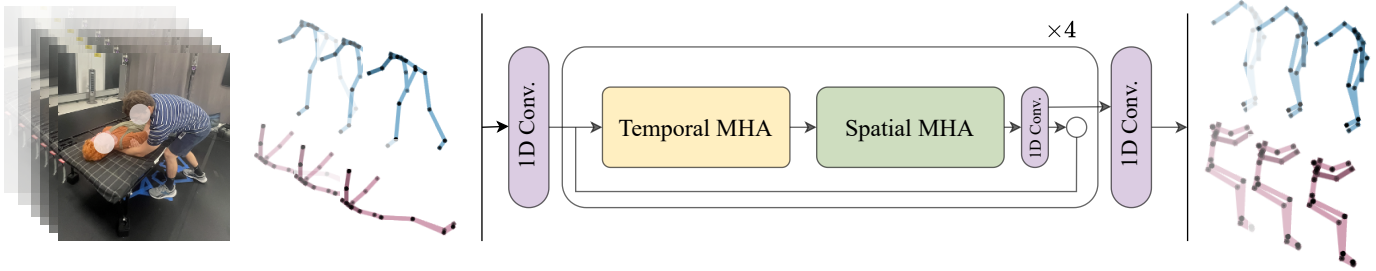 ×4
1D Conv.
Temporal MHA
Spatial MHA
1D Conv.
1D Conv.